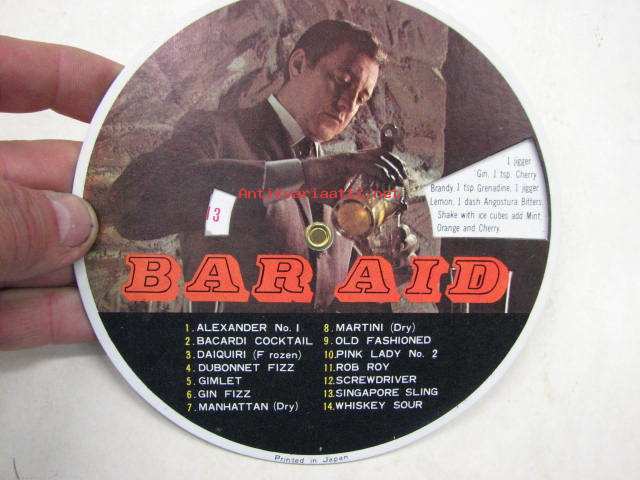 1 jigger
Gin, 1 tsp. Cherry
Brandy, 1 tsp. Grenadine, 1 jigger
Lemon, 1 dash Angostura Bitters.
Shake with ice cubes add Mint
Orange and Cherry.
Antikvariaatti.net
13
BAR AID
1. ALEXANDER No. 1
2. BACARDI COCKTAIL
3. DAIQUIRI (F rozen)
4. DUBONNET FIZZ
5. GIMLET
6. GIN FIZZ
7. MANHATTAN (Dry)
8. MARTINI (Dry)
9. OLD FASHIONED
10. PINK LADY No. 2
11. ROB ROY
12. SCREWDRIVER
13. SINGAPORE SLING
14. WHISKEY SOUR
Printed in Japan